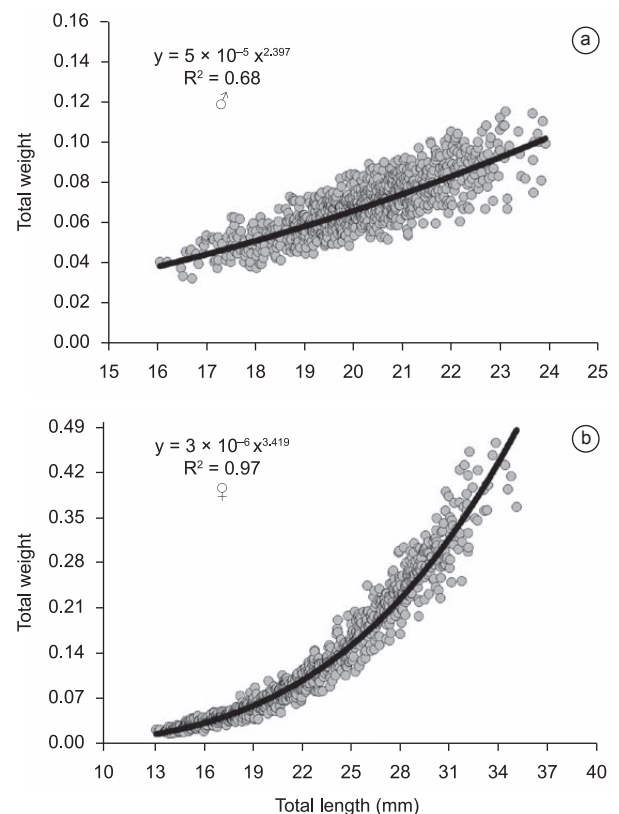 0.16
a
y = 5 × 10⁻⁵ x²·³⁹⁷
0.14
R² = 0.68
♂
0.12
0.10
Total weight
0.08
0.06
0.04
0.02
0.00
15 16 17 18 19 20 21 22 23 24 25
0.49
b
y = 3 × 10⁻⁶ x³·⁴¹⁹
0.42
R² = 0.97
♀
0.35
0.28
Total weight
0.21
0.14
0.07
0.00
10 13 16 19 22 25 28 31 34 37 40
Total length (mm)